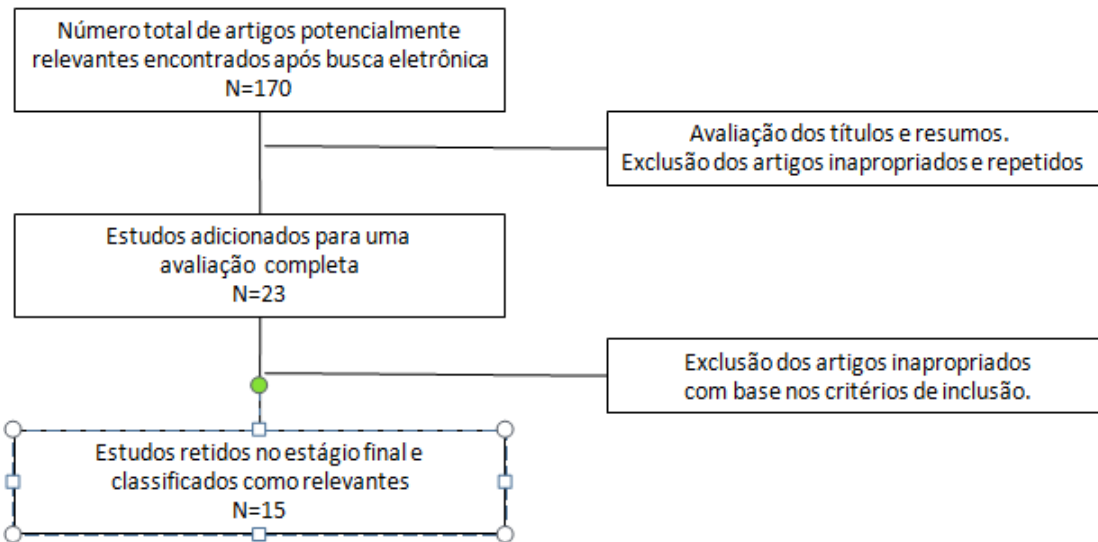 Número total de artigos potencialmente
relevantes encontrados após busca eletrônica
N=170
Avaliação dos títulos e resumos.
Exclusão dos artigos inapropriados e repetidos
Estudos adicionados para uma
avaliação completa
N=23
Exclusão dos artigos inapropriados
com base nos critérios de inclusão.
Estudos retidos no estágio final e
classificados como relevantes
N=15